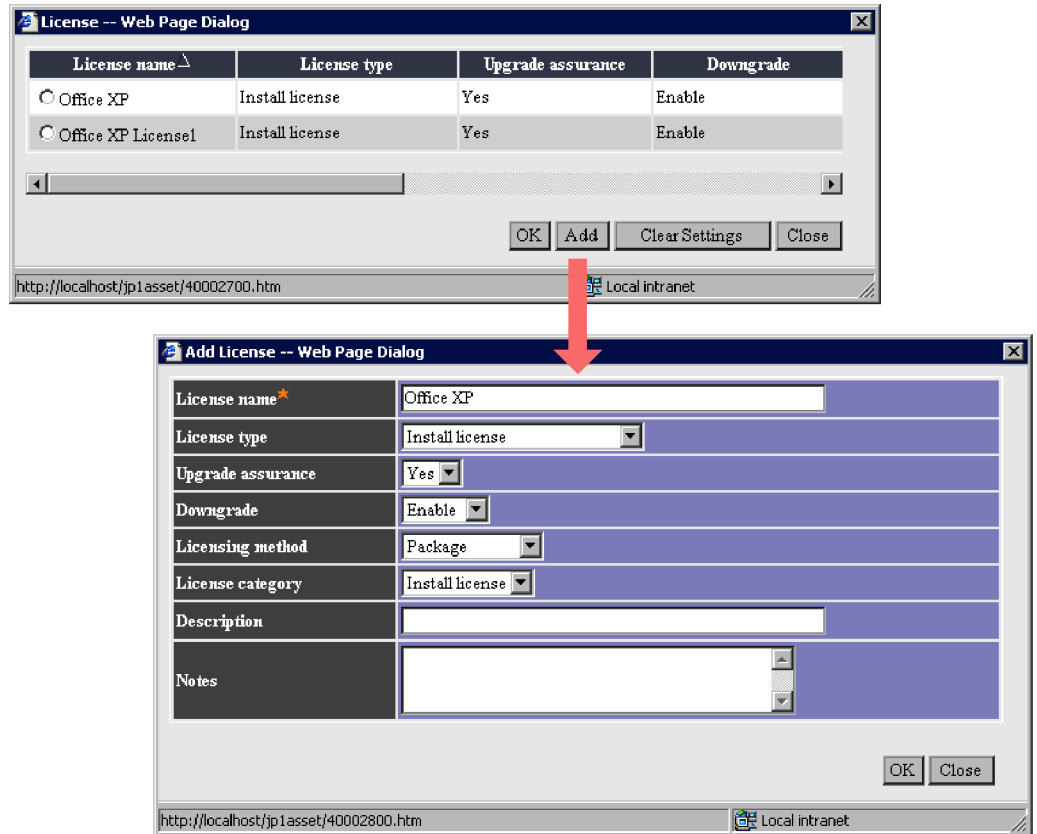 License -- Web Page Dialog
License name License type Upgrade assurance Downgrade
Office XP Install license Yes Enable
Office XP License1 Install license Yes Enable
OK Add Clear Settings Close
http://localhost/jp1asset/40002700.htm Local intranet
Add License -- Web Page Dialog
License name★ Office XP
License type Install license
Upgrade assurance Yes
Downgrade Enable
Licensing method Package
License category Install license
Description
Notes
OK Close
http://localhost/jp1asset/40002800.htm Local intranet